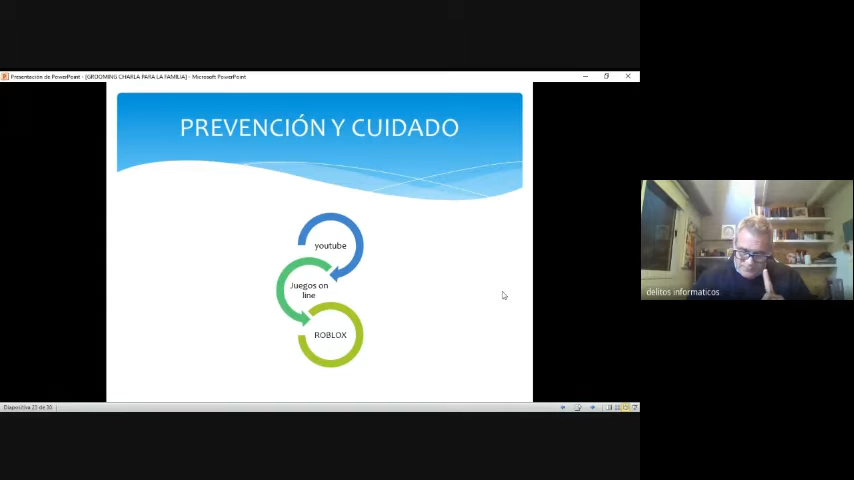 Presentación de PowerPoint - [GROOMING CHARLA PARA LA FAMILIA] - Microsoft PowerPoint
PREVENCIÓN Y CUIDADO
youtube
Juegos on
line
ROBLOX
delitos informaticos
Diapositiva 23 de 30